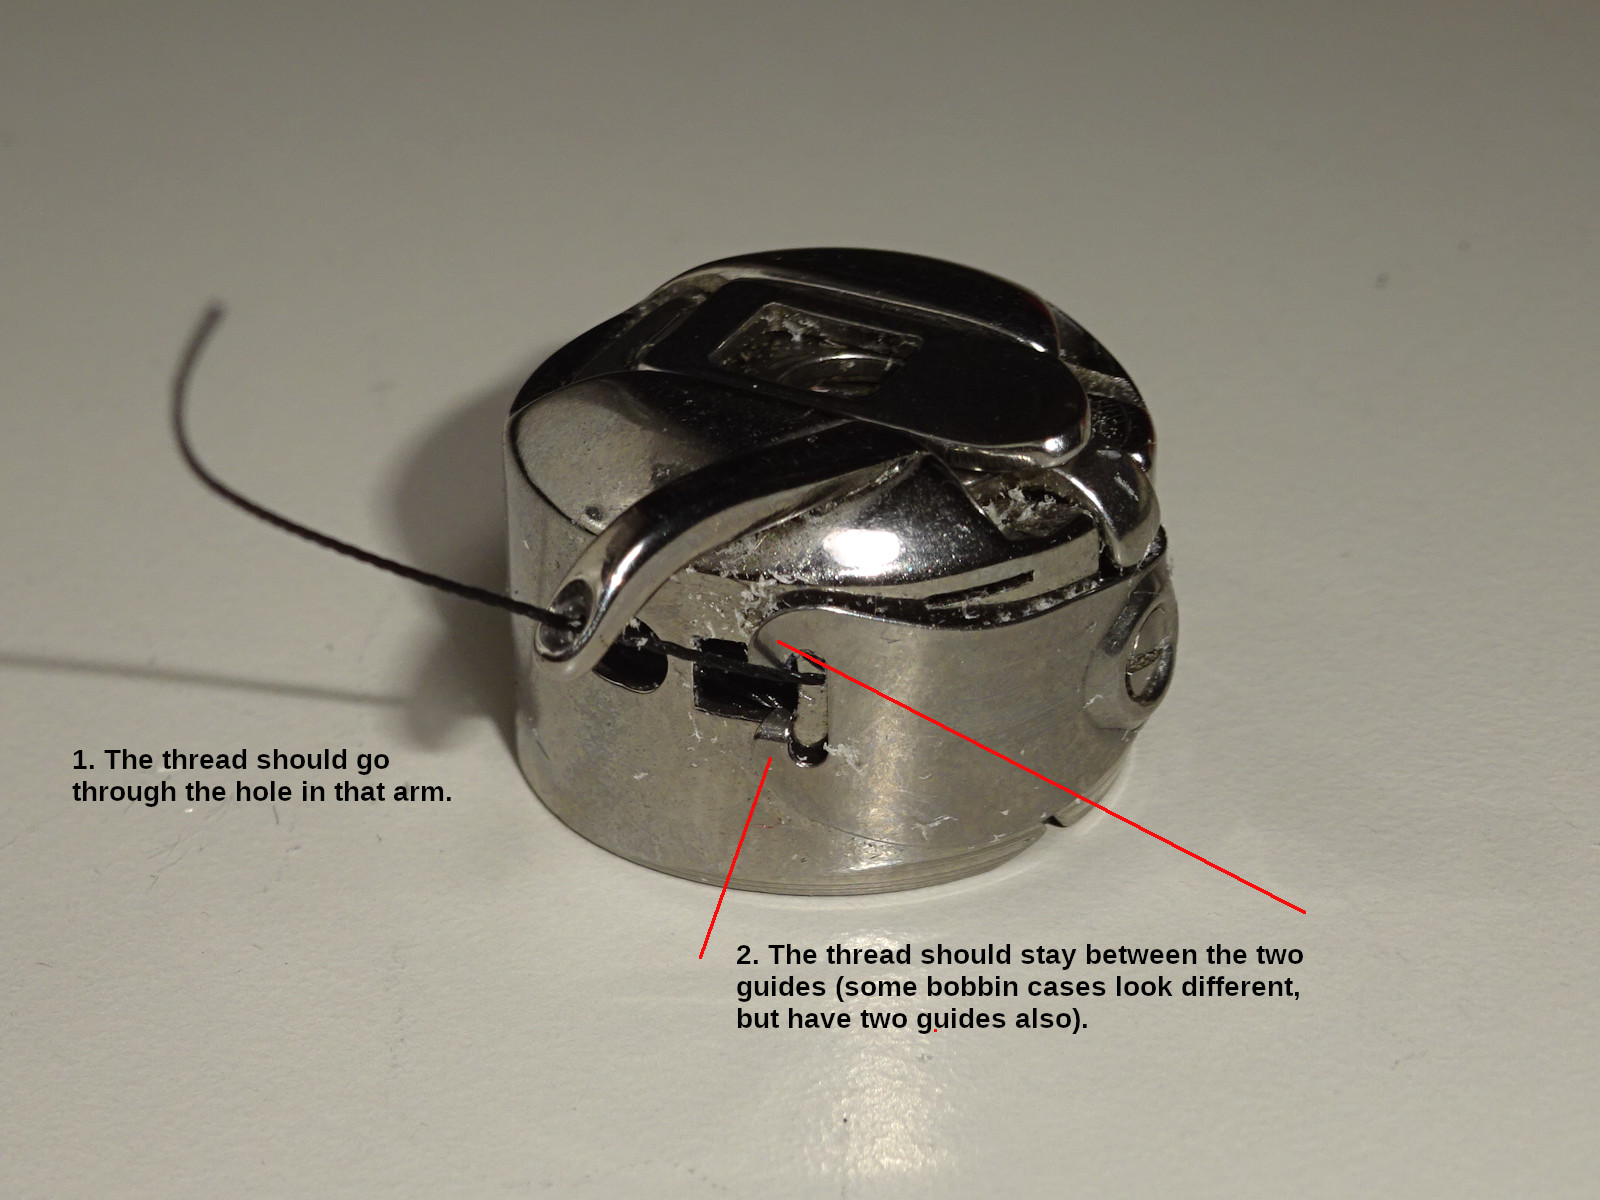 1. The thread should go
through the hole in that arm.
2. The thread should stay between the two
guides (some bobbin cases look different,
but have two guides also).